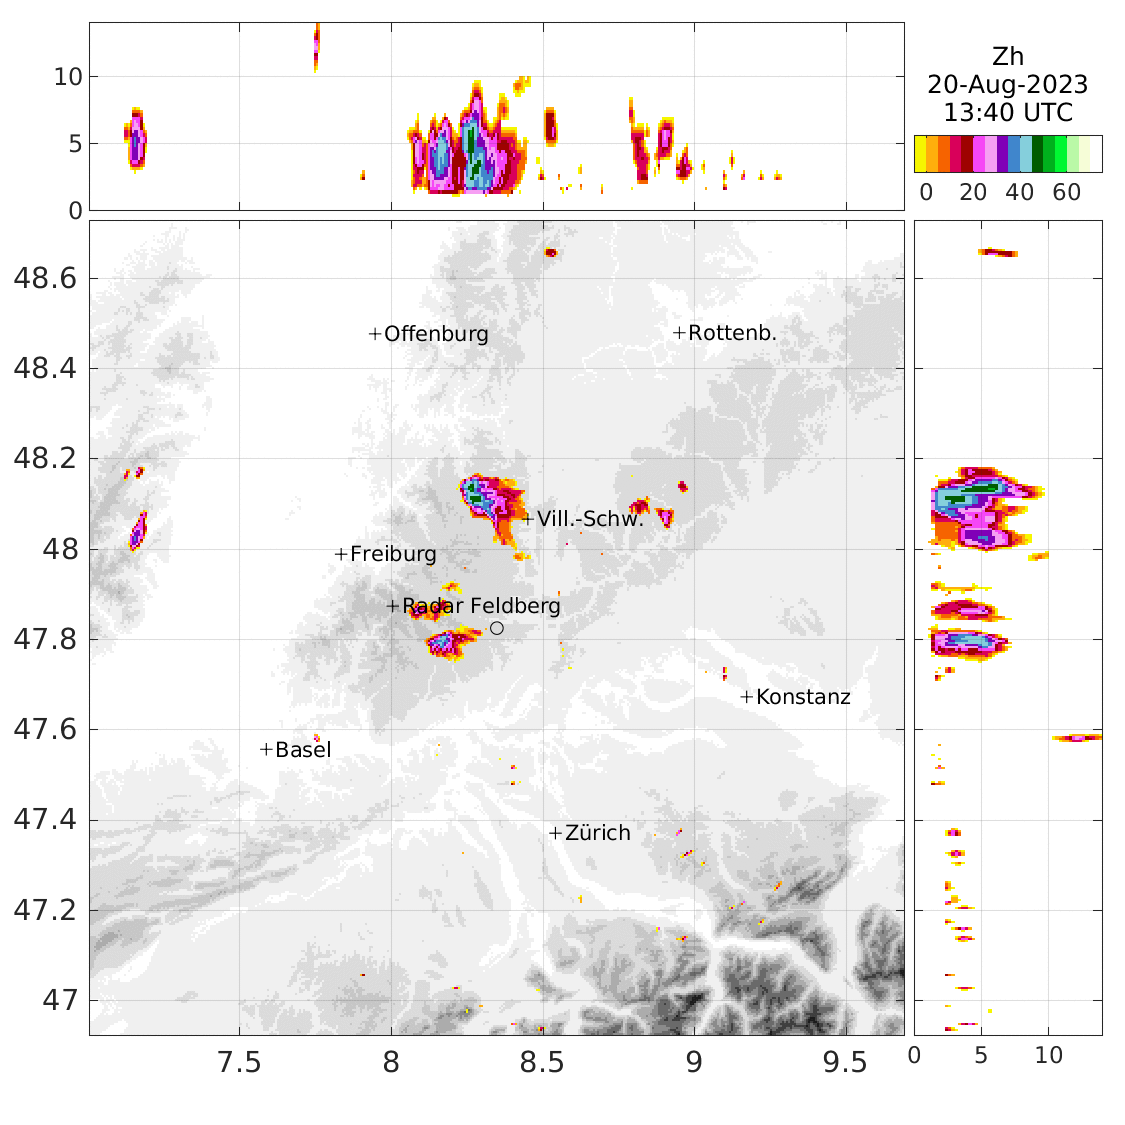 Zh
20-Aug-2023
13:40 UTC
0 20 40 60
10
5
0
48.6
48.4
48.2
48
47.8
47.6
47.4
47.2
47
+Offenburg
+Rottenb.
+Vill.-Schw.
+Freiburg
+Radar Feldberg
+Konstanz
+Basel
+Zürich
7.5 8 8.5 9 9.5
0 5 10